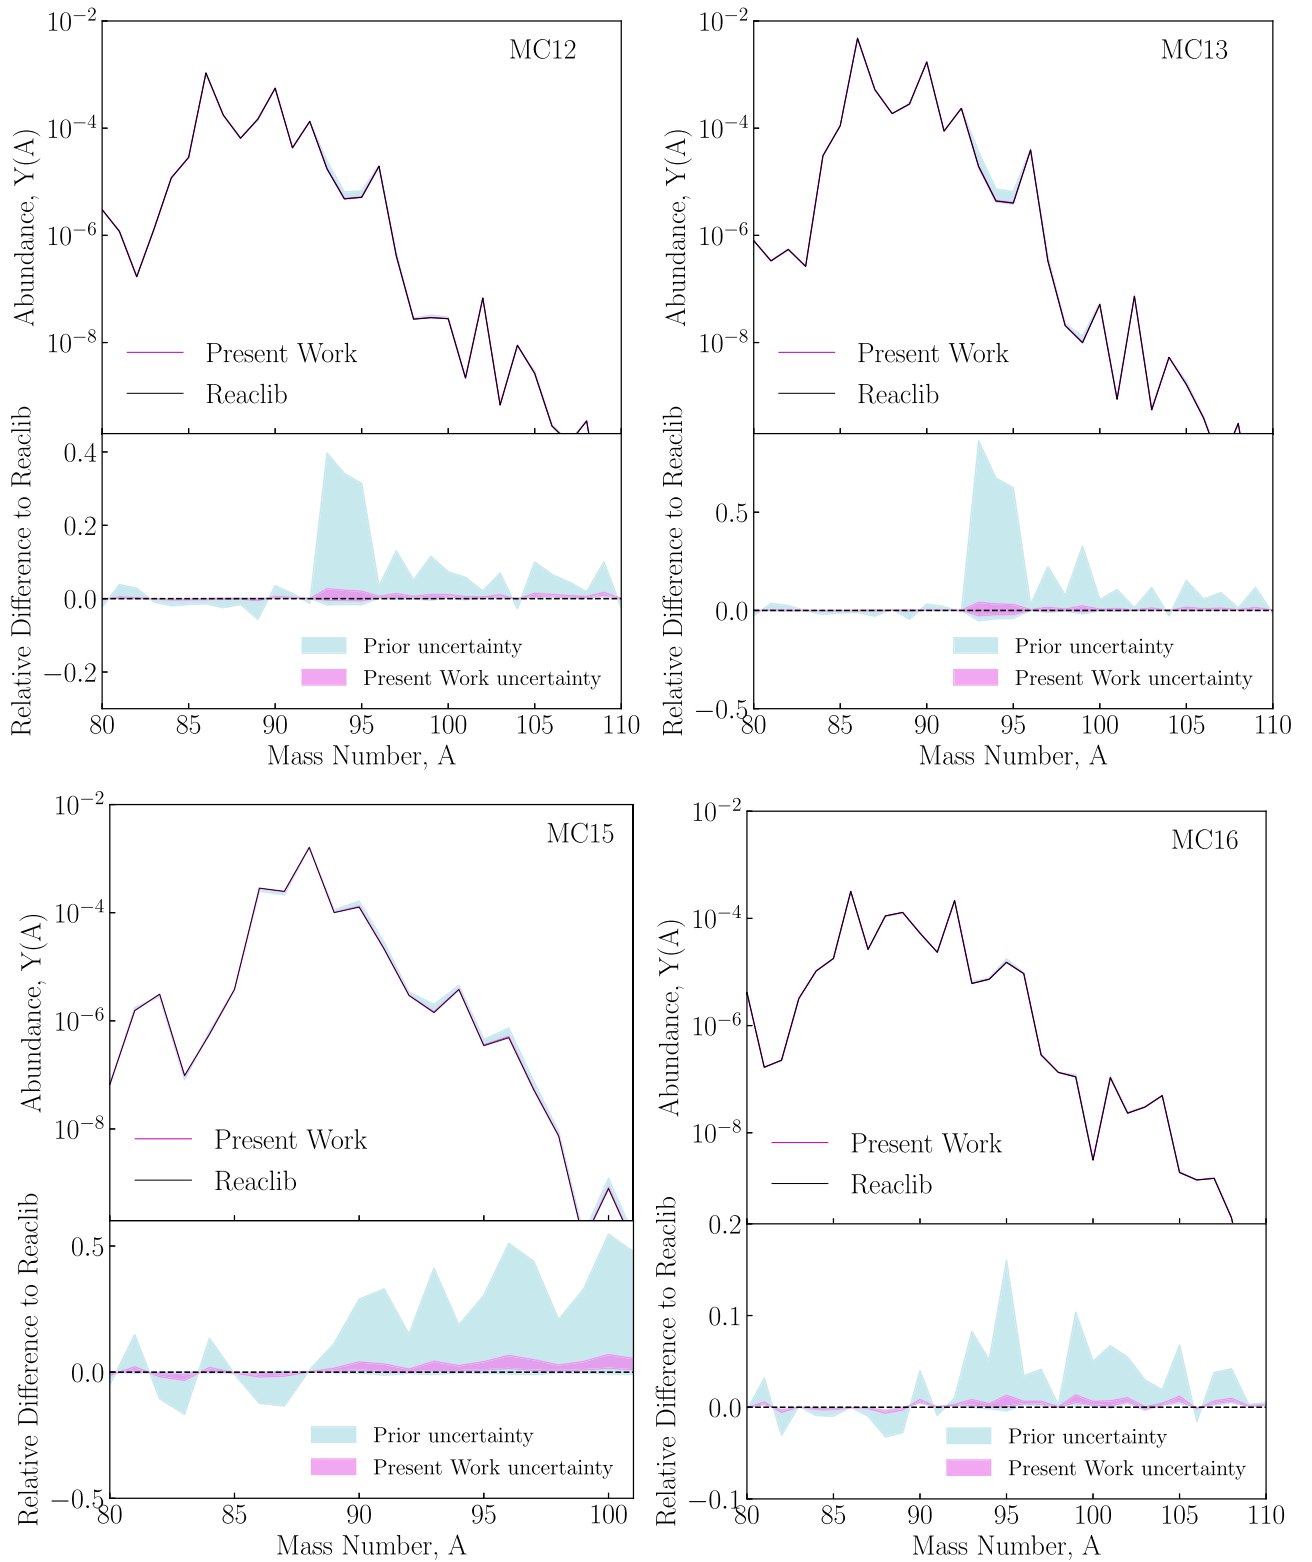 MC12
Abundance, Y(A)
10⁻²
10⁻⁴
10⁻⁶
10⁻⁸
Present Work
Reaclib
Relative Difference to Reaclib
0.4
0.2
0.0
−0.2
Prior uncertainty
Present Work uncertainty
80 85 90 95 100 105 110
Mass Number, A
MC13
Abundance, Y(A)
10⁻²
10⁻⁴
10⁻⁶
10⁻⁸
Present Work
Reaclib
Relative Difference to Reaclib
0.5
0.0
−0.5
Prior uncertainty
Present Work uncertainty
80 85 90 95 100 105 110
Mass Number, A
MC15
Abundance, Y(A)
10⁻²
10⁻⁴
10⁻⁶
10⁻⁸
Present Work
Reaclib
Relative Difference to Reaclib
0.5
0.0
−0.5
Prior uncertainty
Present Work uncertainty
80 85 90 95 100
Mass Number, A
MC16
Abundance, Y(A)
10⁻²
10⁻⁴
10⁻⁶
10⁻⁸
Present Work
Reaclib
Relative Difference to Reaclib
0.2
0.1
0.0
−0.1
Prior uncertainty
Present Work uncertainty
80 85 90 95 100 105 110
Mass Number, A